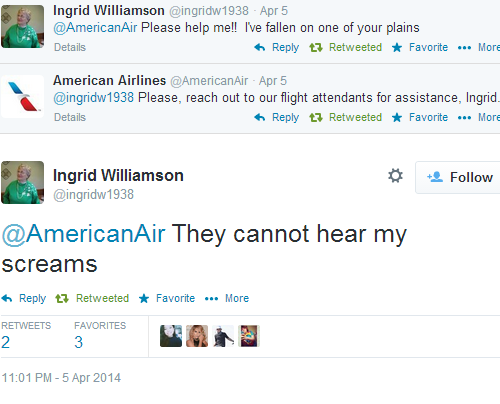 Ingrid Williamson @ingridw1938 · Apr 5
@AmericanAir Please help me!! I've fallen on one of your plains
Details Reply Retweeted Favorite ••• More
American Airlines @AmericanAir · Apr 5
@ingridw1938 Please, reach out to our flight attendants for assistance, Ingrid.
Details Reply Retweeted Favorite ••• More
Ingrid Williamson
@ingridw1938
Follow
@AmericanAir They cannot hear my
screams
Reply Retweeted Favorite ••• More
RETWEETS FAVORITES
2 3
11:01 PM - 5 Apr 2014